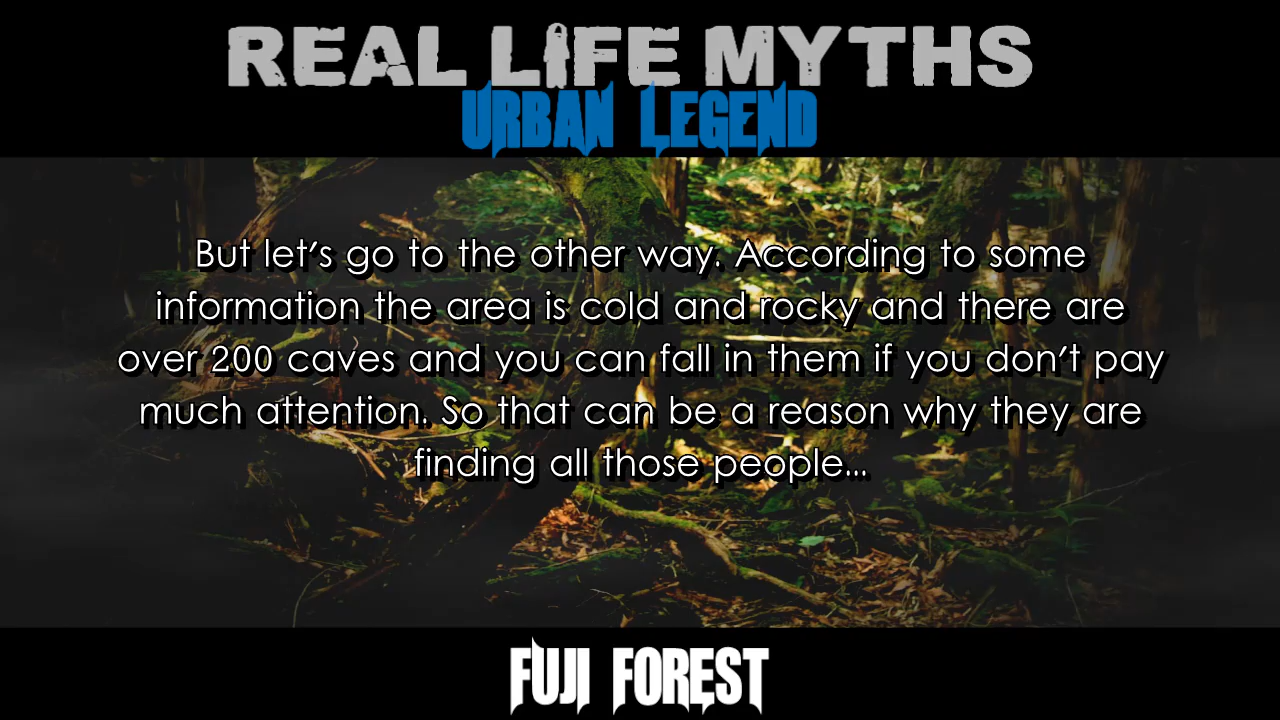 REAL LIFE MYTHS
URBAN LEGEND
But let's go to the other way. According to some
information the area is cold and rocky and there are
over 200 caves and you can fall in them if you don't pay
much attention. So that can be a reason why they are
finding all those people...
FUJI FOREST